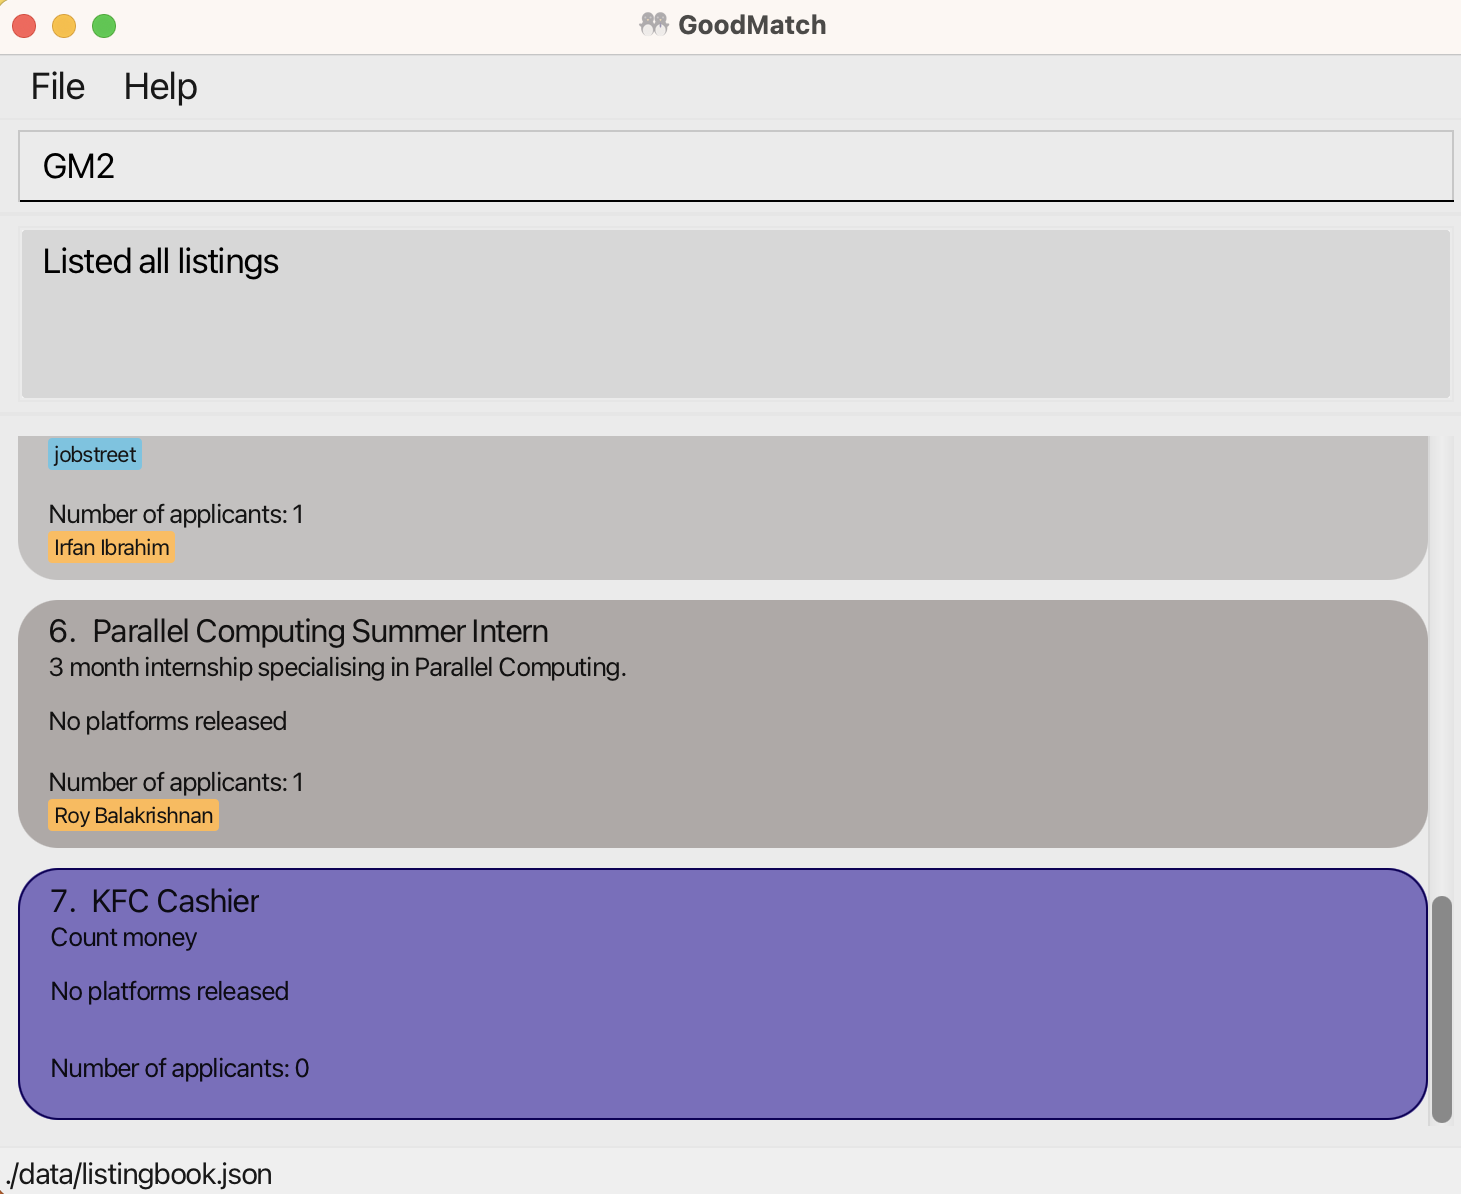 GoodMatch
File Help
GM2
Listed all listings
jobstreet
Number of applicants: 1
Irfan Ibrahim
6. Parallel Computing Summer Intern
3 month internship specialising in Parallel Computing.
No platforms released
Number of applicants: 1
Roy Balakrishnan
7. KFC Cashier
Count money
No platforms released
Number of applicants: 0
./data/listingbook.json